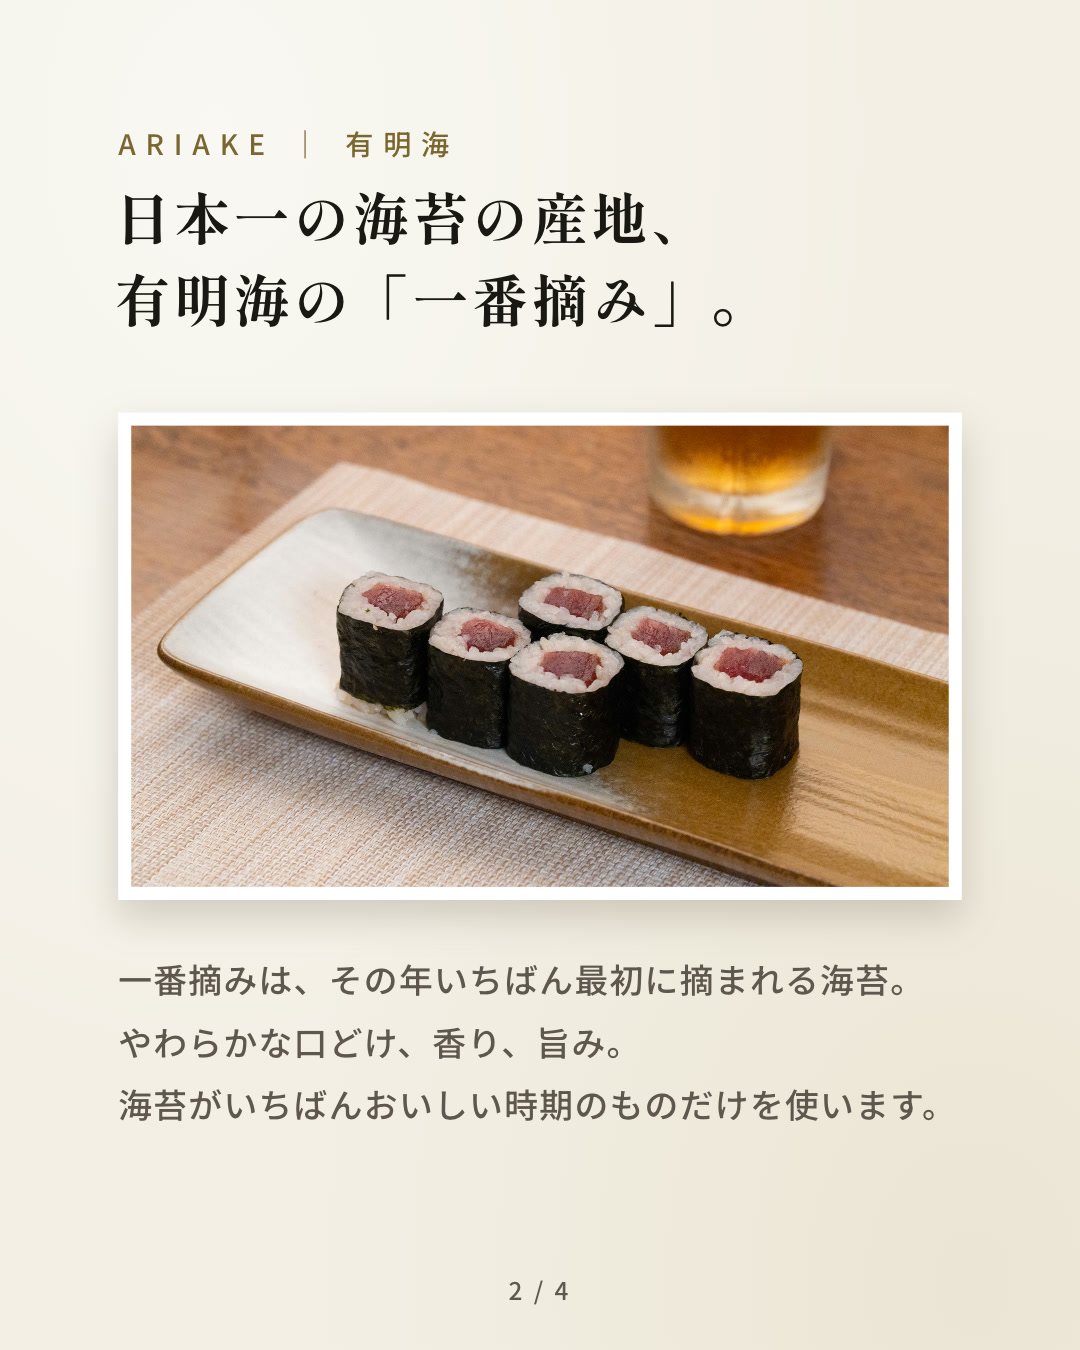 ARIAKE | 有明海
日本一の海苔の産地、
有明海の「一番摘み」。
一番摘みは、その年いちばん最初に摘まれる海苔。
やわらかな口どけ、香り、旨み。
海苔がいちばんおいしい時期のものだけを使います。
2 / 4